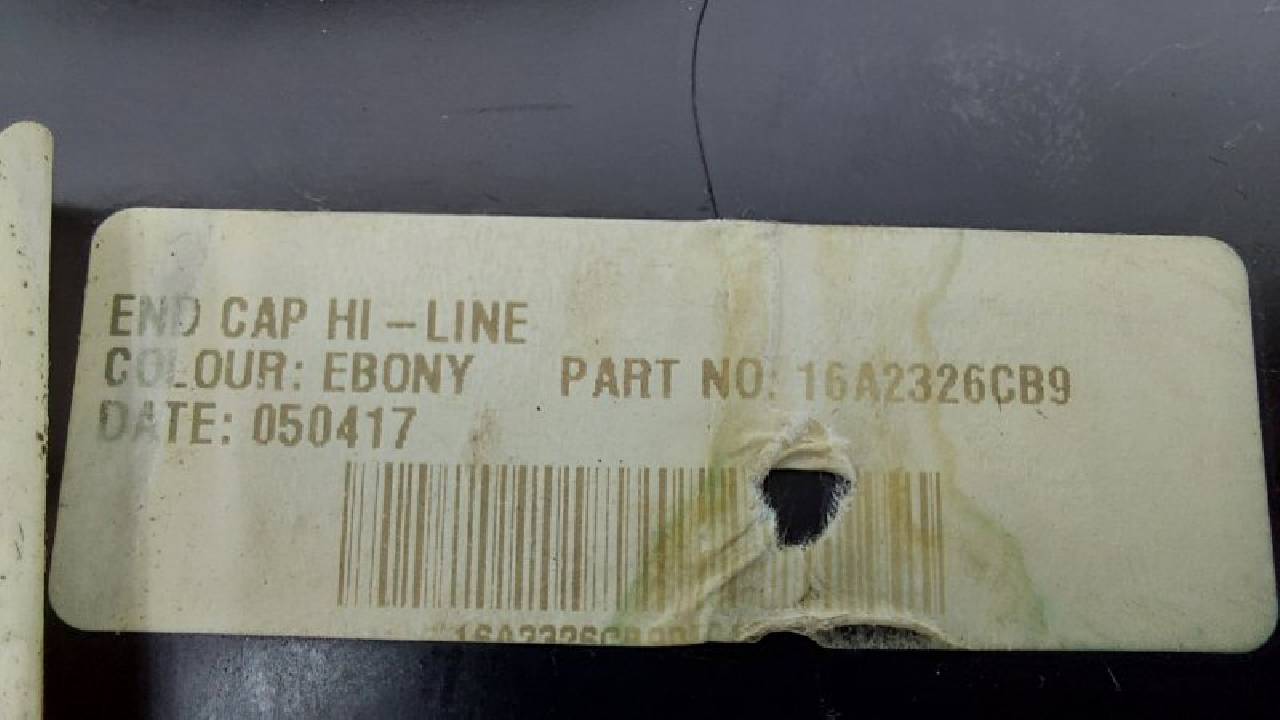 END CAP HI-LINE
COLOUR: EBONY PART NO: 16A2326CB9
DATE: 050417